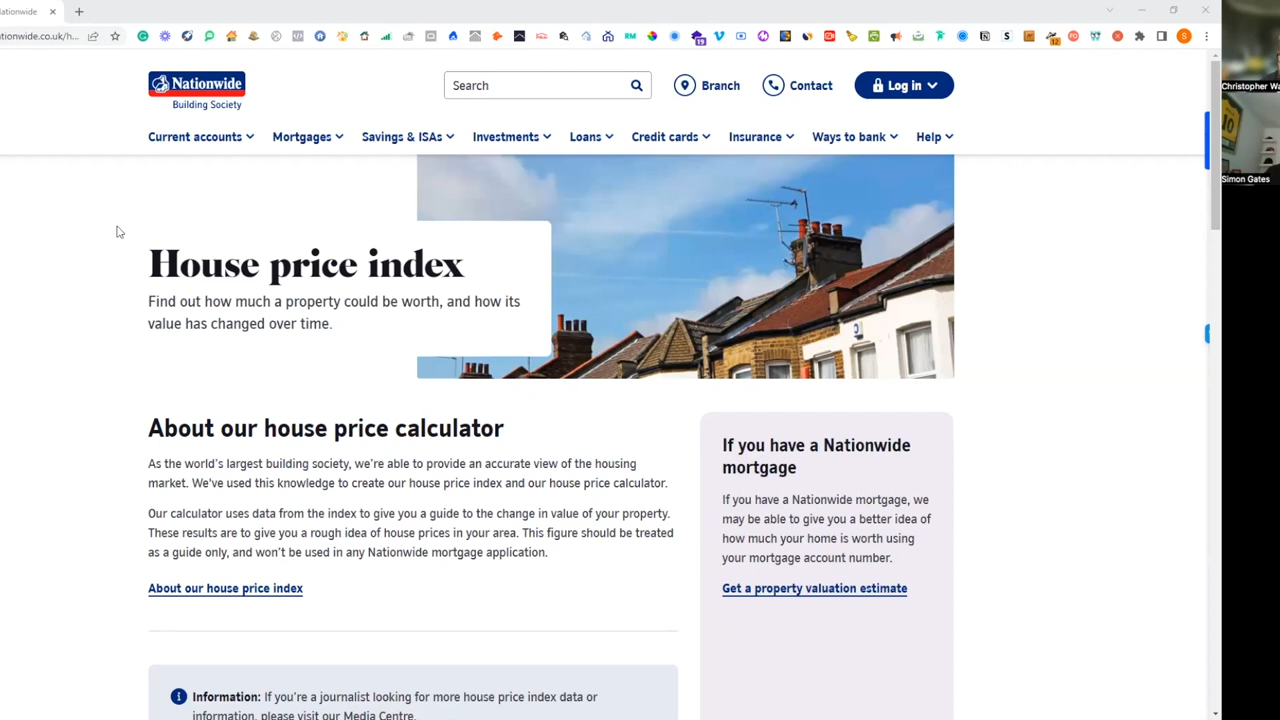 Nationwide
ationwide.co.uk/h...
RM
19
S
12
S
Christopher Wa
Nationwide
Building Society
Search
Branch
Contact
Log in
Current accounts
Mortgages
Savings & ISAs
Investments
Loans
Credit cards
Insurance
Ways to bank
Help
Simon Gates
House price index
Find out how much a property could be worth, and how its
value has changed over time.
About our house price calculator
As the world's largest building society, we're able to provide an accurate view of the housing
market. We've used this knowledge to create our house price index and our house price calculator.
Our calculator uses data from the index to give you a guide to the change in value of your property.
These results are to give you a rough idea of house prices in your area. This figure should be treated
as a guide only, and won't be used in any Nationwide mortgage application.
About our house price index
If you have a Nationwide
mortgage
If you have a Nationwide mortgage, we
may be able to give you a better idea of
how much your home is worth using
your mortgage account number.
Get a property valuation estimate
Information: If you're a journalist looking for more house price index data or
information, please visit our Media Centre.